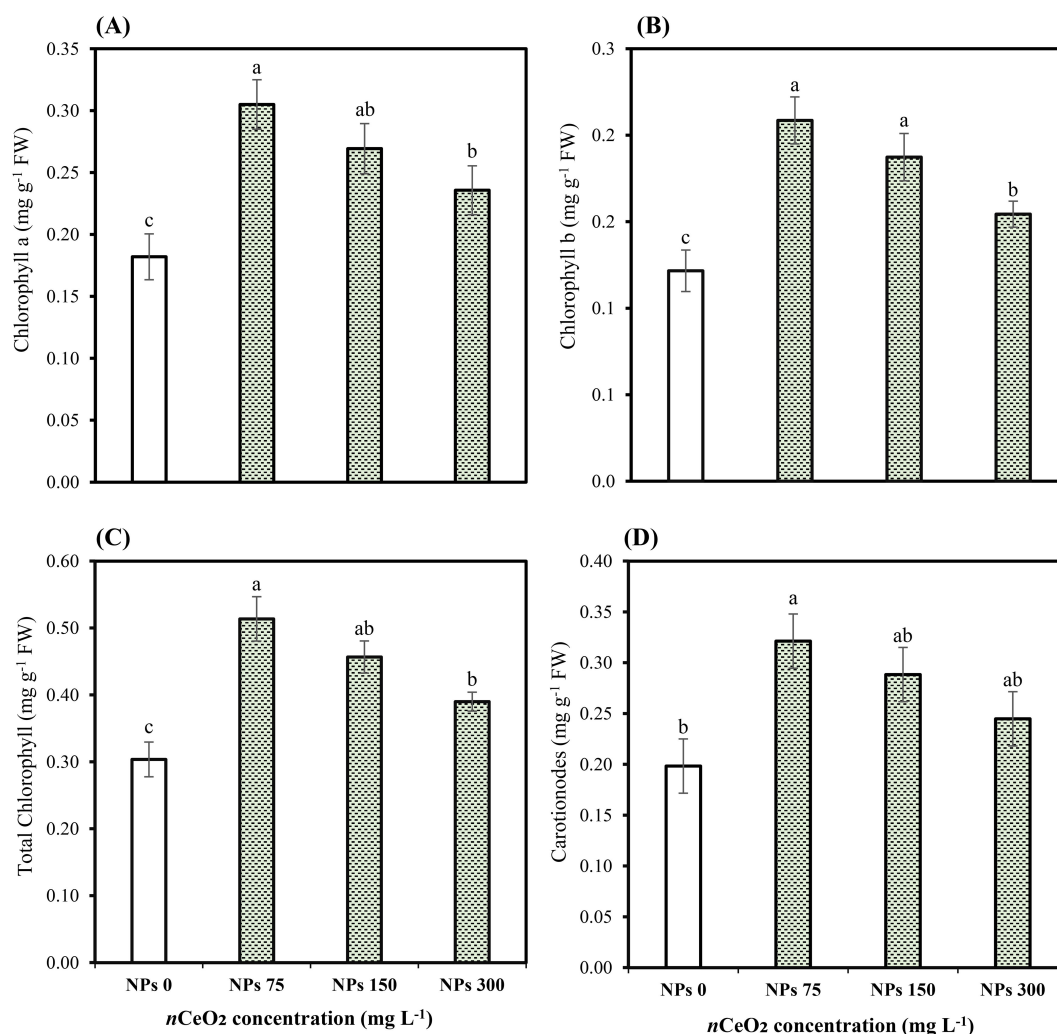 (A)
Chlorophyll a (mg g-1 FW)
0.35
0.30
0.25
0.20
0.15
0.10
0.05
0.00
c
a
ab
b
(B)
Chlorophyll b (mg g-1 FW)
0.3
0.2
0.2
0.1
0.1
0.0
c
a
a
b
(C)
Total Chlorophyll (mg g-1 FW)
0.60
0.50
0.40
0.30
0.20
0.10
0.00
c
a
ab
b
NPs 0 NPs 75 NPs 150 NPs 300
nCeO2 concentration (mg L-1)
(D)
Carotionodes (mg g-1 FW)
0.40
0.35
0.30
0.25
0.20
0.15
0.10
0.05
0.00
b
a
ab
ab
NPs 0 NPs 75 NPs 150 NPs 300
nCeO2 concentration (mg L-1)